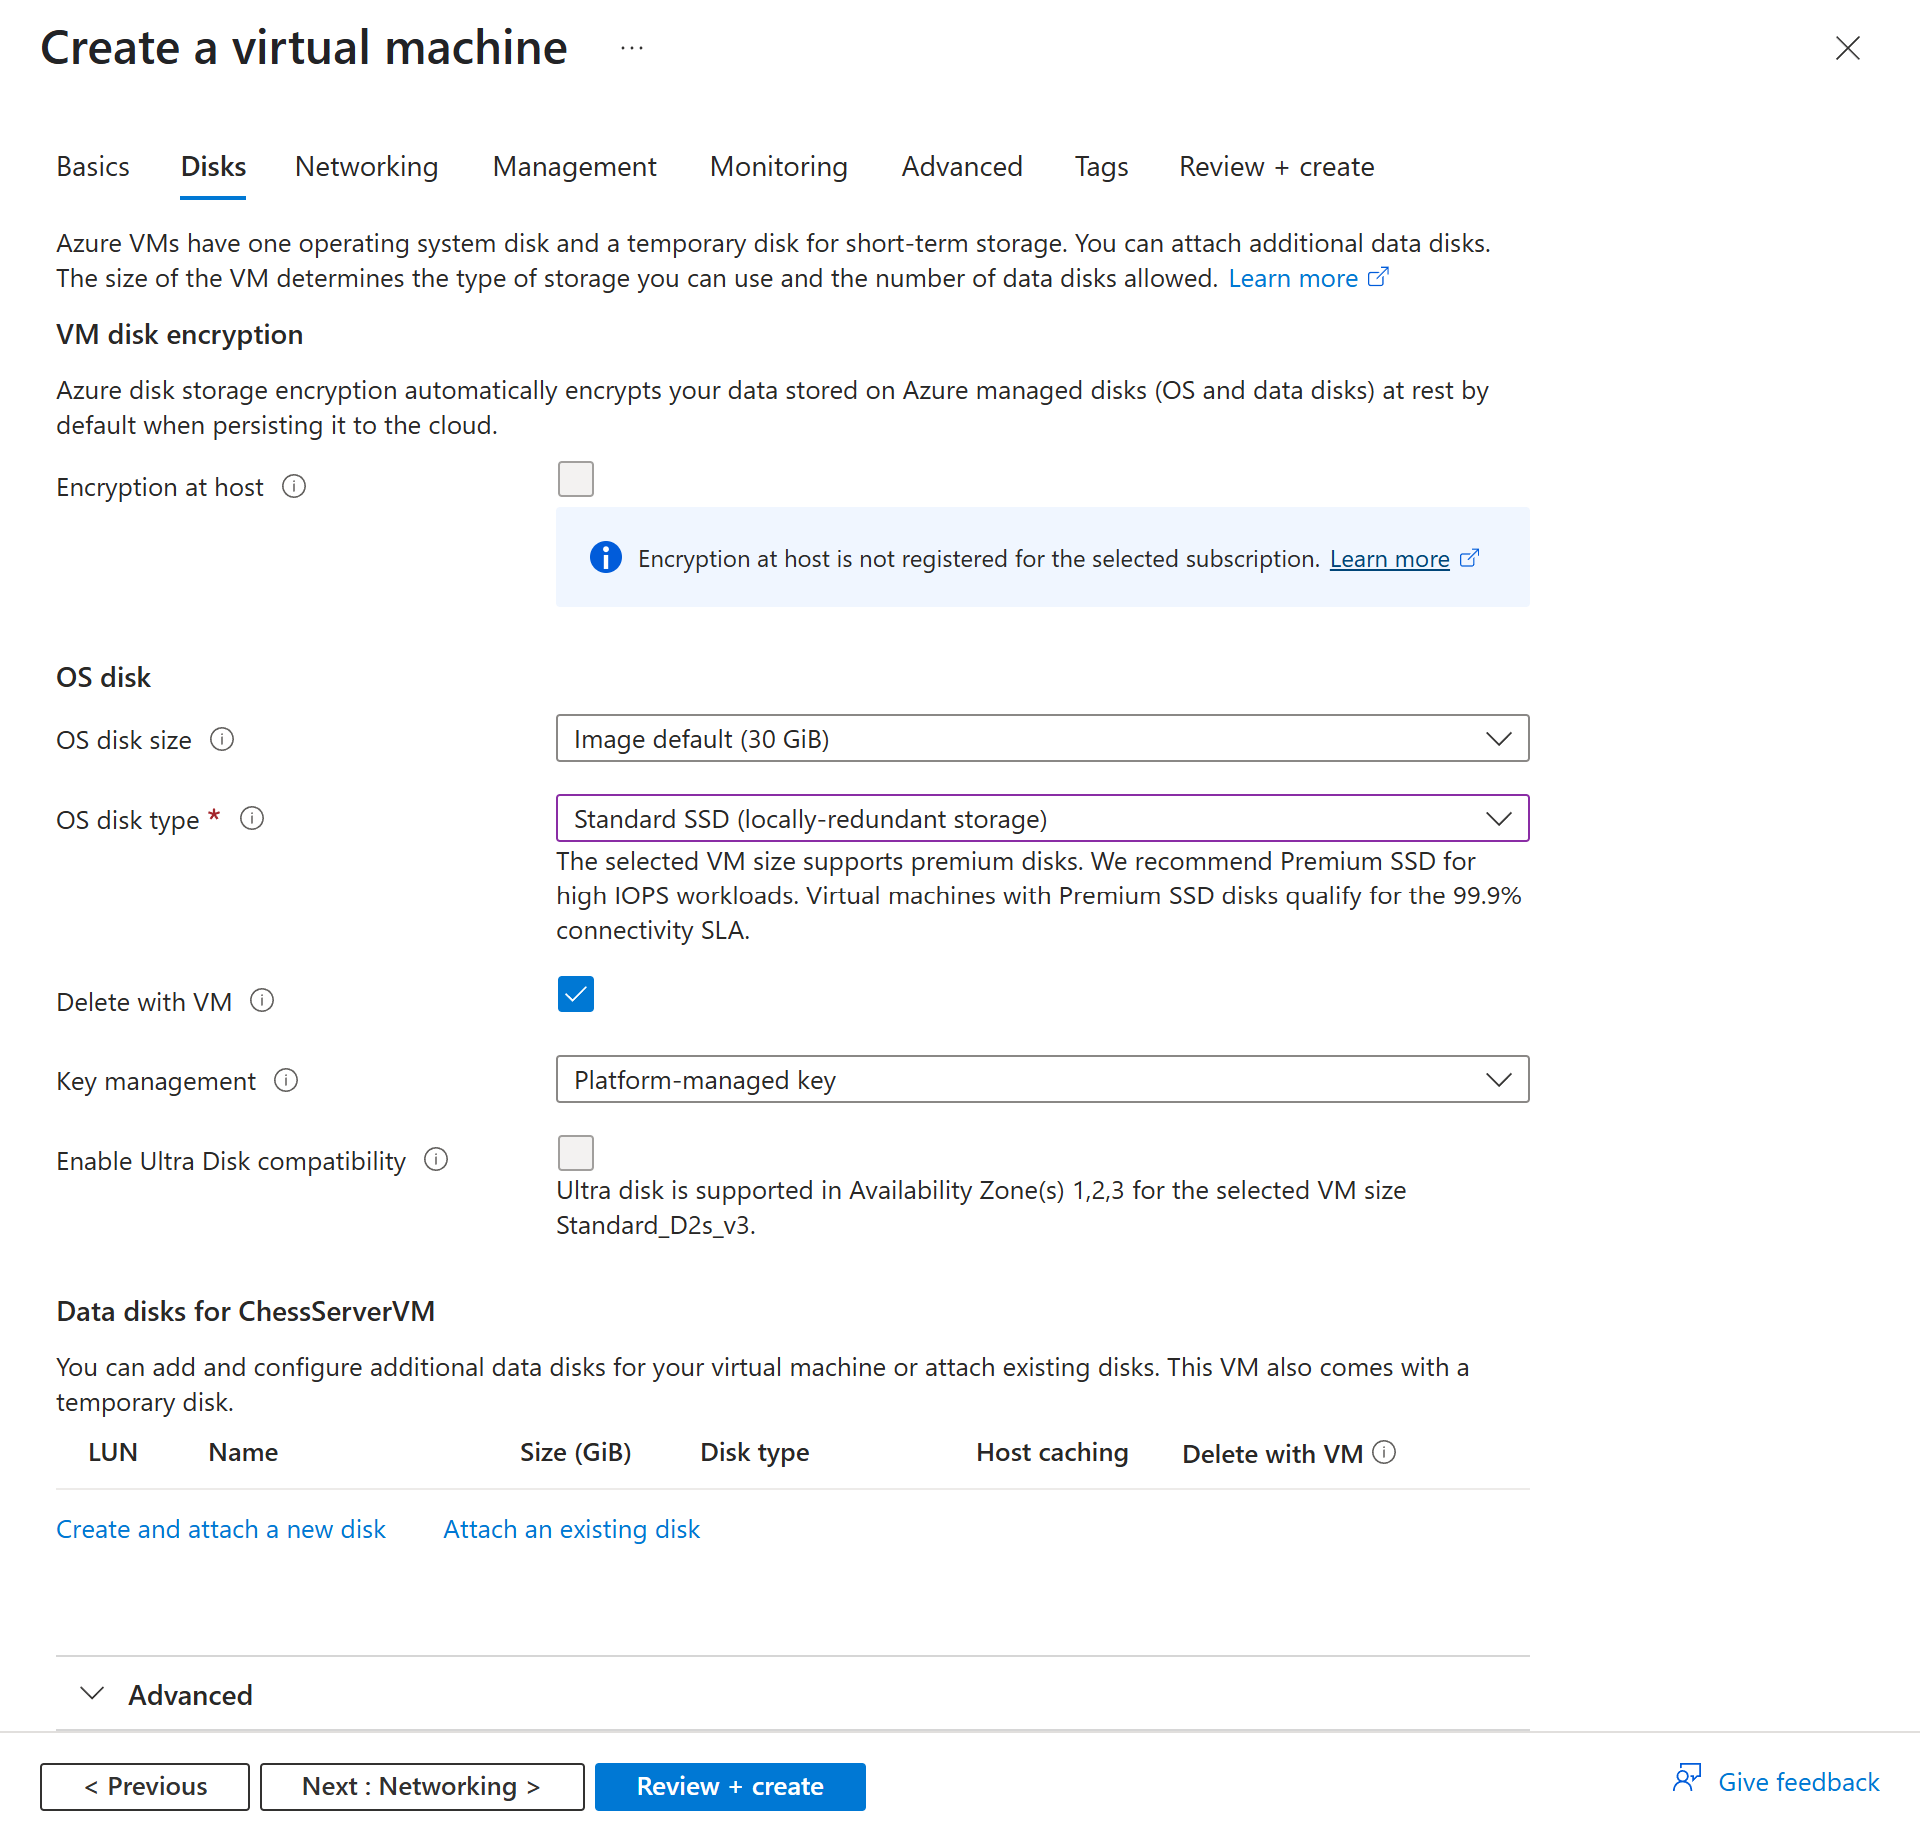 Create a virtual machine ...
Basics Disks Networking Management Monitoring Advanced Tags Review + create
Azure VMs have one operating system disk and a temporary disk for short-term storage. You can attach additional data disks.
The size of the VM determines the type of storage you can use and the number of data disks allowed. Learn more
VM disk encryption
Azure disk storage encryption automatically encrypts your data stored on Azure managed disks (OS and data disks) at rest by
default when persisting it to the cloud.
Encryption at host
Encryption at host is not registered for the selected subscription. Learn more
OS disk
OS disk size
Image default (30 GiB)
OS disk type *
Standard SSD (locally-redundant storage)
The selected VM size supports premium disks. We recommend Premium SSD for
high IOPS workloads. Virtual machines with Premium SSD disks qualify for the 99.9%
connectivity SLA.
Delete with VM
Key management
Platform-managed key
Enable Ultra Disk compatibility
Ultra disk is supported in Availability Zone(s) 1,2,3 for the selected VM size
Standard_D2s_v3.
Data disks for ChessServerVM
You can add and configure additional data disks for your virtual machine or attach existing disks. This VM also comes with a
temporary disk.
LUN Name Size (GiB) Disk type Host caching Delete with VM
Create and attach a new disk Attach an existing disk
Advanced
< Previous Next : Networking > Review + create Give feedback